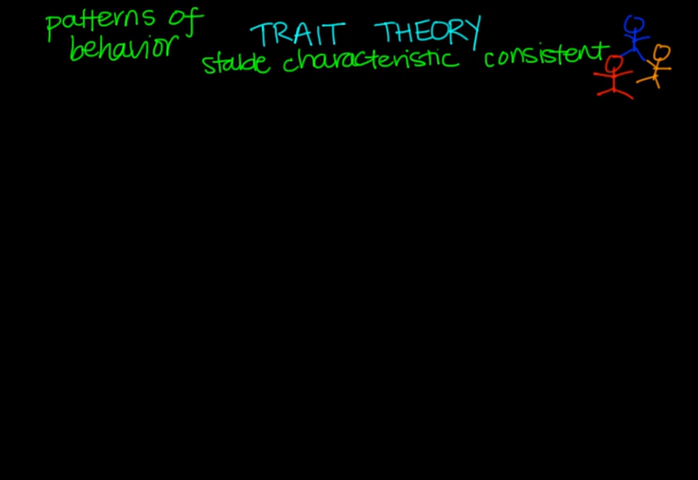 patterns of
behavior
TRAIT THEORY
stable characteristic consistent